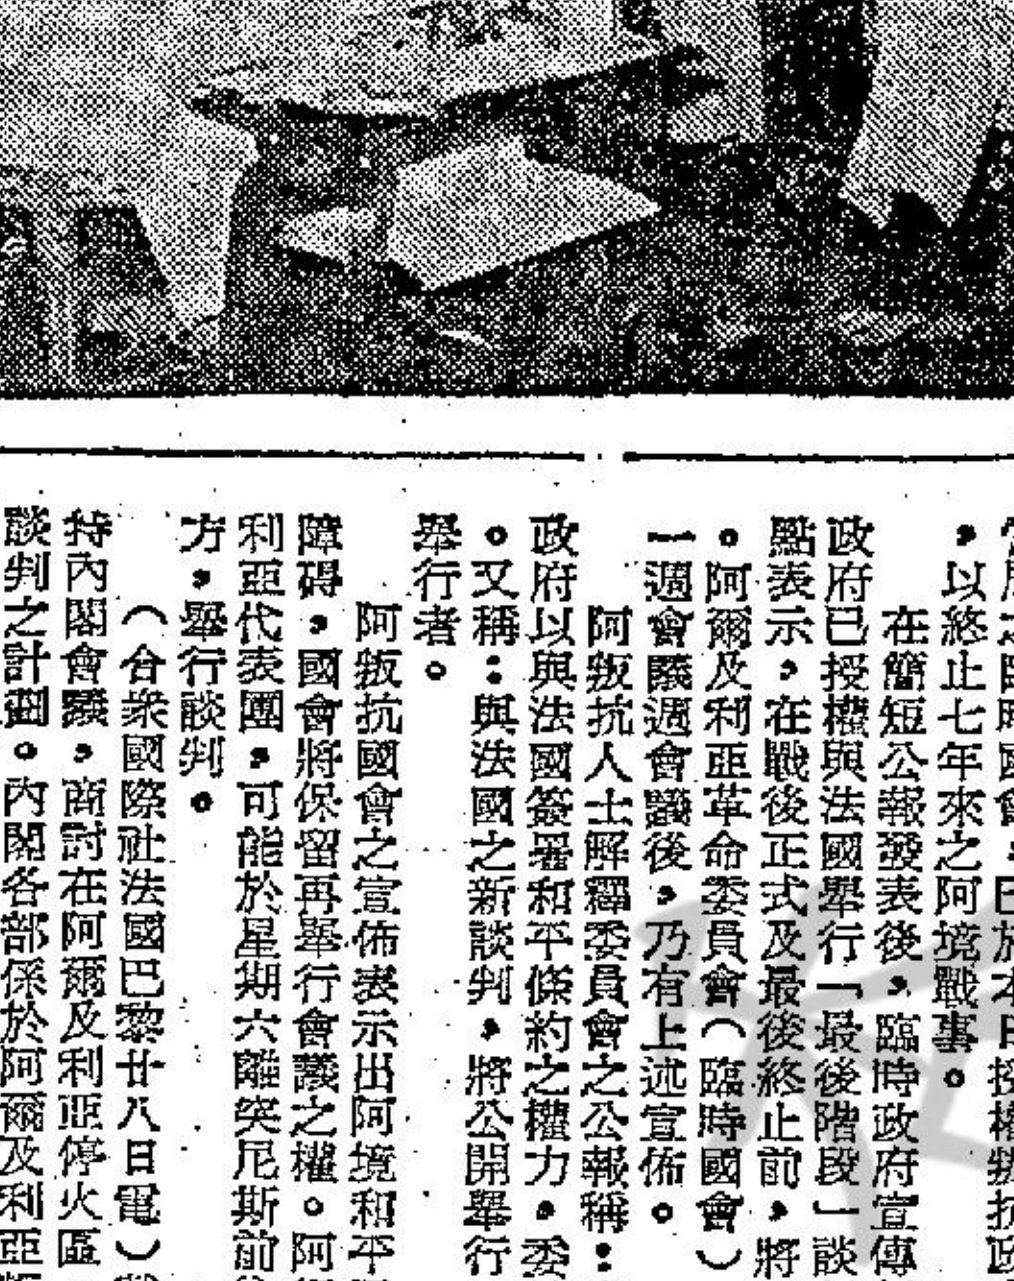 ，以終止七年來之阿境戰事。
在簡短公報發表後，臨時政府宣傳
政府已授權與法國舉行「最後階段」談
點表示，在戰後正式及最後終止前，將
。阿爾及利亞革命委員會（臨時國會）
一週會議週會議後，乃有上述宣佈。
阿叛抗人士解釋委員會之公報稱：
政府以與法國簽署和平條約之權力，委
。又稱：與法國之新談判，將公開舉行
舉行者。
阿叛抗國會之宣佈表示出阿境和平
障碍，國會將保留再舉行會議之權。阿
利亞代表團，可能於星期六離突尼斯前
方，舉行談判。
（合衆國際社法國巴黎廿八日電）
特內閣會議，商討在阿爾及利亞停火區
談判之計劃。內閣各部係於阿爾及利亞